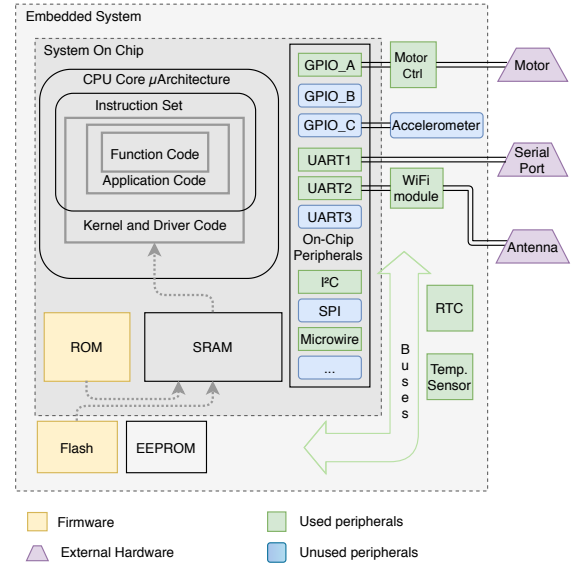 Embedded System
System On Chip
CPU Core µArchitecture
Instruction Set
Function Code
Application Code
Kernel and Driver Code
ROM
SRAM
Flash
EEPROM
GPIO_A
GPIO_B
GPIO_C
UART1
UART2
UART3
On-Chip
Peripherals
I²C
SPI
Microwire
...
Motor
Ctrl
Accelerometer
WiFi
module
Motor
Serial
Port
Antenna
Buses
RTC
Temp.
Sensor
Firmware
External Hardware
Used peripherals
Unused peripherals